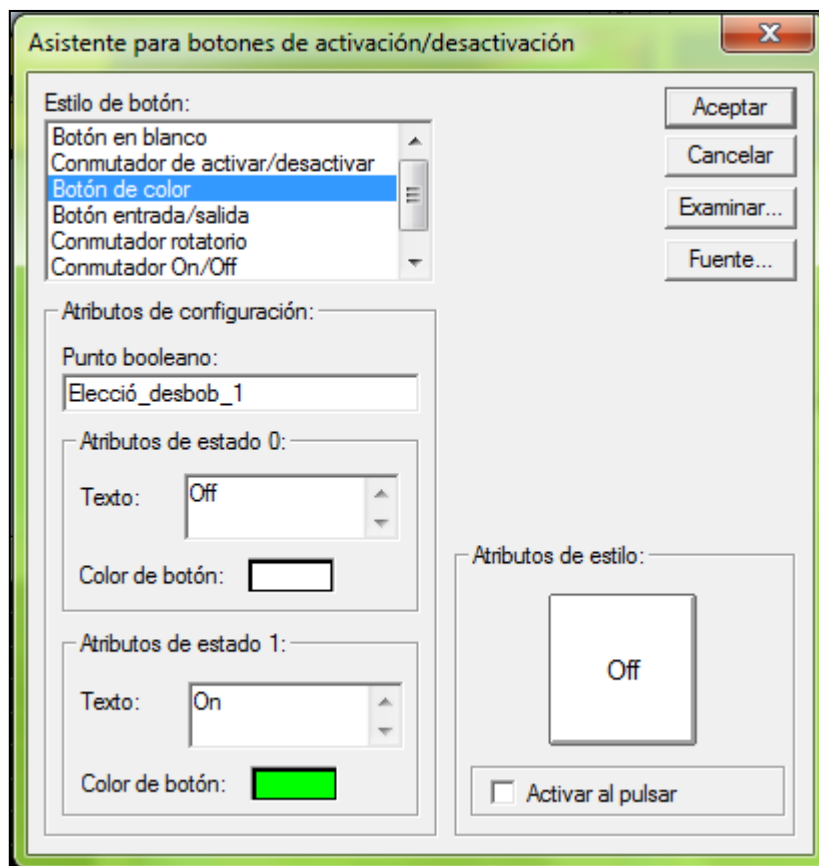 Asistente para botones de activación/desactivación
Estilo de botón:
Botón en blanco
Conmutador de activar/desactivar
Botón de color
Botón entrada/salida
Conmutador rotatorio
Conmutador On/Off
Aceptar
Cancelar
Examinar...
Fuente...
Atributos de configuración:
Punto booleano:
Elecció_desbob_1
Atributos de estado 0:
Texto:
Off
Color de botón:
Atributos de estado 1:
Texto:
On
Color de botón:
Atributos de estilo:
Off
Activar al pulsar